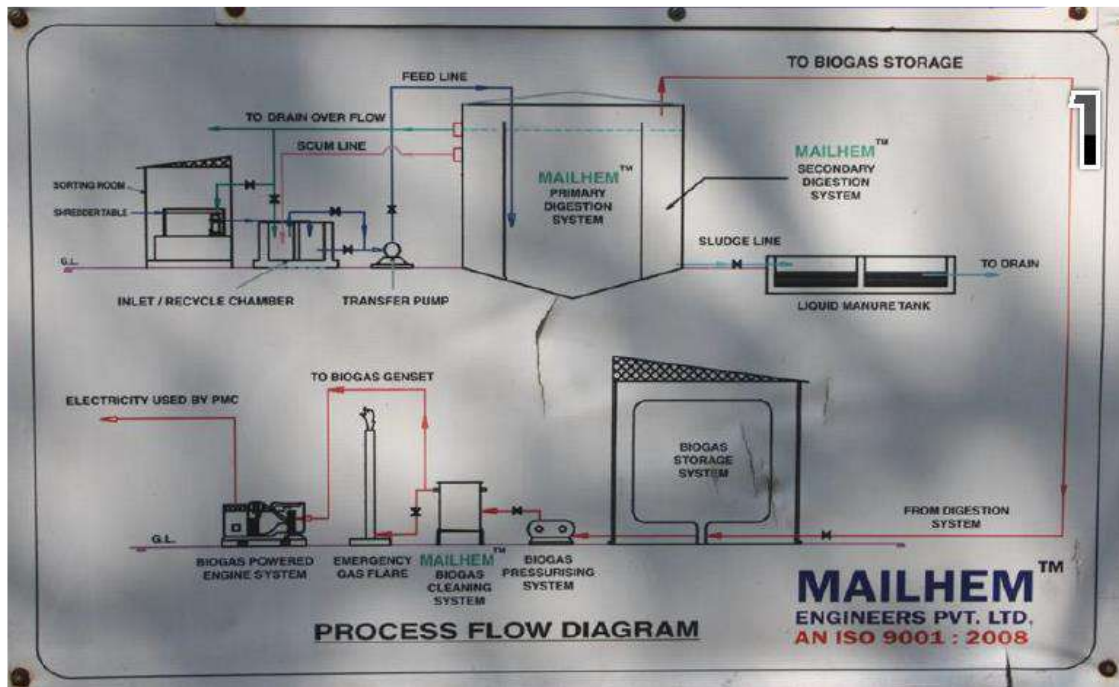 TO BIOGAS STORAGE
1
FEED LINE
TO DRAIN OVER FLOW
SCUM LINE
MAILHEM™
PRIMARY
DIGESTION
SYSTEM
MAILHEM™
SECONDARY
DIGESTION
SYSTEM
SORTING ROOM
SHREDDER TABLE
G.L.
INLET / RECYCLE CHAMBER
TRANSFER PUMP
SLUDGE LINE
TO DRAIN
LIQUID MANURE TANK
TO BIOGAS GENSET
ELECTRICITY USED BY PMC
BIOGAS
STORAGE
SYSTEM
FROM DIGESTION
SYSTEM
G.L.
BIOGAS POWERED
ENGINE SYSTEM
EMERGENCY
GAS FLARE
MAILHEM™
BIOGAS
CLEANING
SYSTEM
BIOGAS
PRESSURISING
SYSTEM
PROCESS FLOW DIAGRAM
MAILHEM™
ENGINEERS PVT. LTD.
AN ISO 9001 : 2008